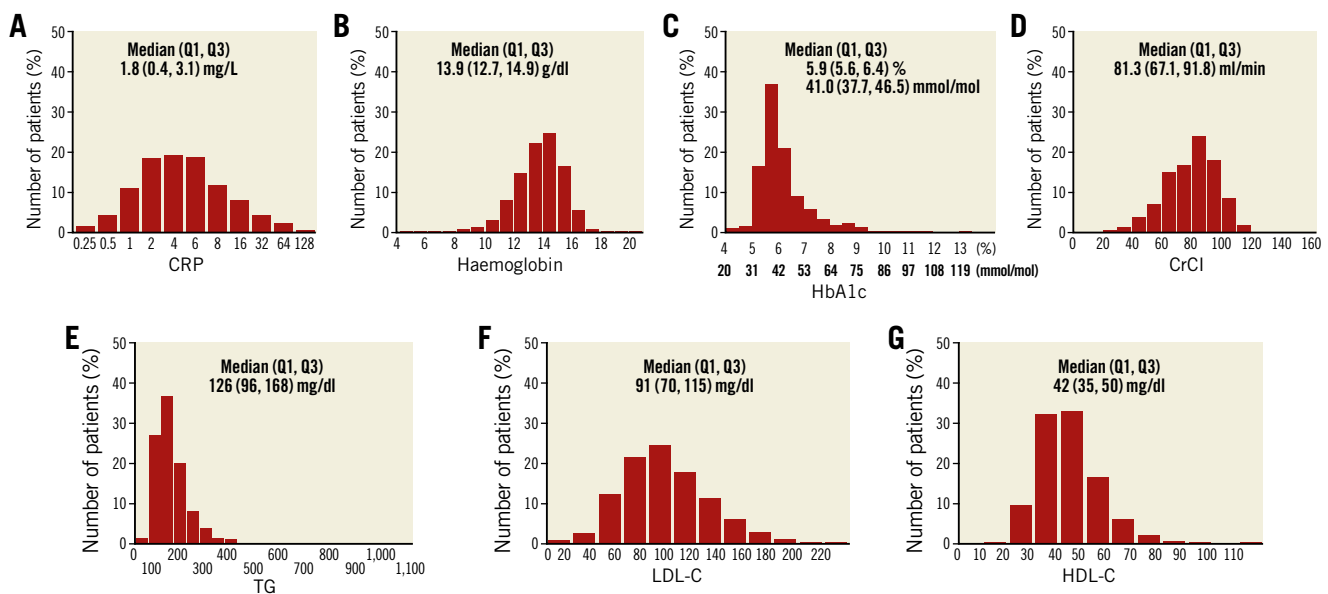 A
Number of patients (%)
50
40
30
20
10
0
Median (Q1, Q3)
1.8 (0.4, 3.1) mg/L
0.25 0.5 1 2 4 6 8 16 32 64 128
CRP
B
Number of patients (%)
50
40
30
20
10
0
Median (Q1, Q3)
13.9 (12.7, 14.9) g/dl
4 6 8 10 12 14 16 18 20
Haemoglobin
C
Number of patients (%)
50
40
30
20
10
0
Median (Q1, Q3)
5.9 (5.6, 6.4) %
41.0 (37.7, 46.5) mmol/mol
4 5 6 7 8 9 10 11 12 13 (%)
20 31 42 53 64 75 86 97 108 119 (mmol/mol)
HbA1c
D
Number of patients (%)
50
40
30
20
10
0
Median (Q1, Q3)
81.3 (67.1, 91.8) ml/min
0 20 40 60 80 100 120 140 160
CrCl
E
Number of patients (%)
50
40
30
20
10
0
Median (Q1, Q3)
126 (96, 168) mg/dl
0 200 400 600 800 1,000
100 300 500 700 900 1,100
TG
F
Number of patients (%)
50
40
30
20
10
0
Median (Q1, Q3)
91 (70, 115) mg/dl
0 20 40 60 80 100 120 140 160 180 200 220
LDL-C
G
Number of patients (%)
50
40
30
20
10
0
Median (Q1, Q3)
42 (35, 50) mg/dl
0 10 20 30 40 50 60 70 80 90 100 110
HDL-C